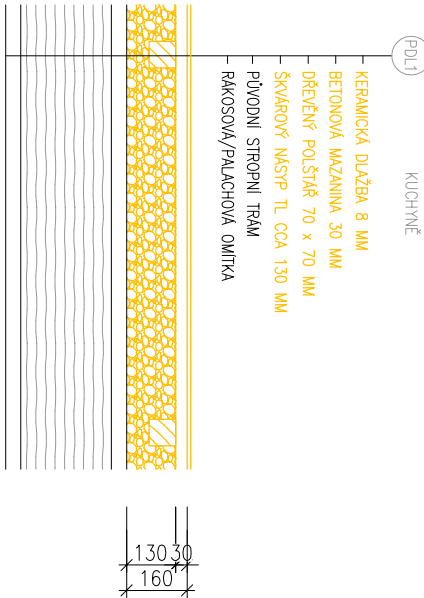 PDL1
KUCHYNĚ
KERAMICKÁ DLAŽBA 8 MM
BETONOVÁ MAZANINA 30 MM
DŘEVĚNÝ POLŠTÁŘ 70 x 70 MM
ŠKVÁROVÝ NÁSYP TL CCA 130 MM
PŮVODNÍ STROPNÍ TRÁM
RÁKOSOVÁ/PALACHOVÁ OMÍTKA
130 30
160